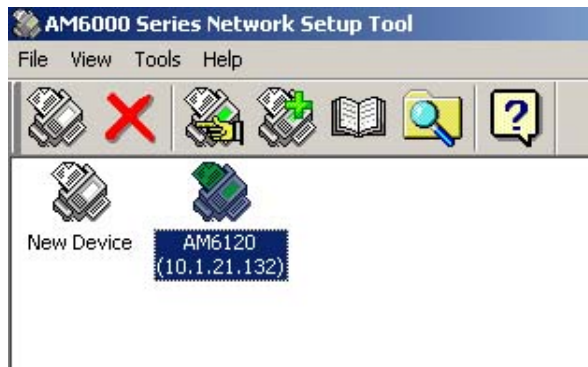 AM6000 Series Network Setup Tool
File View Tools Help
New Device
AM6120
(10.1.21.132)